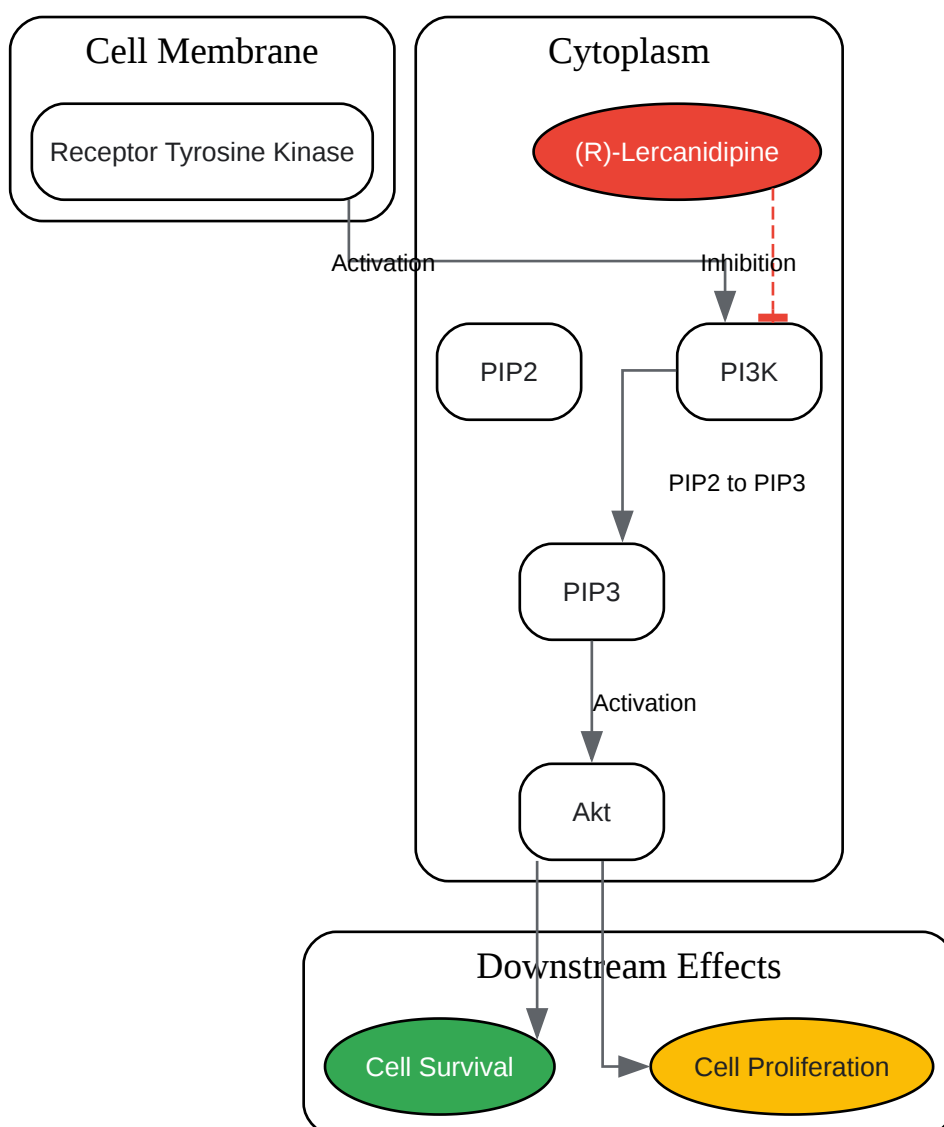 Cell Membrane
Cytoplasm
Receptor Tyrosine Kinase
(R)-Lercanidipine
Activation
Inhibition
PIP2
PI3K
PIP2 to PIP3
PIP3
Activation
Akt
Downstream Effects
Cell Survival
Cell Proliferation